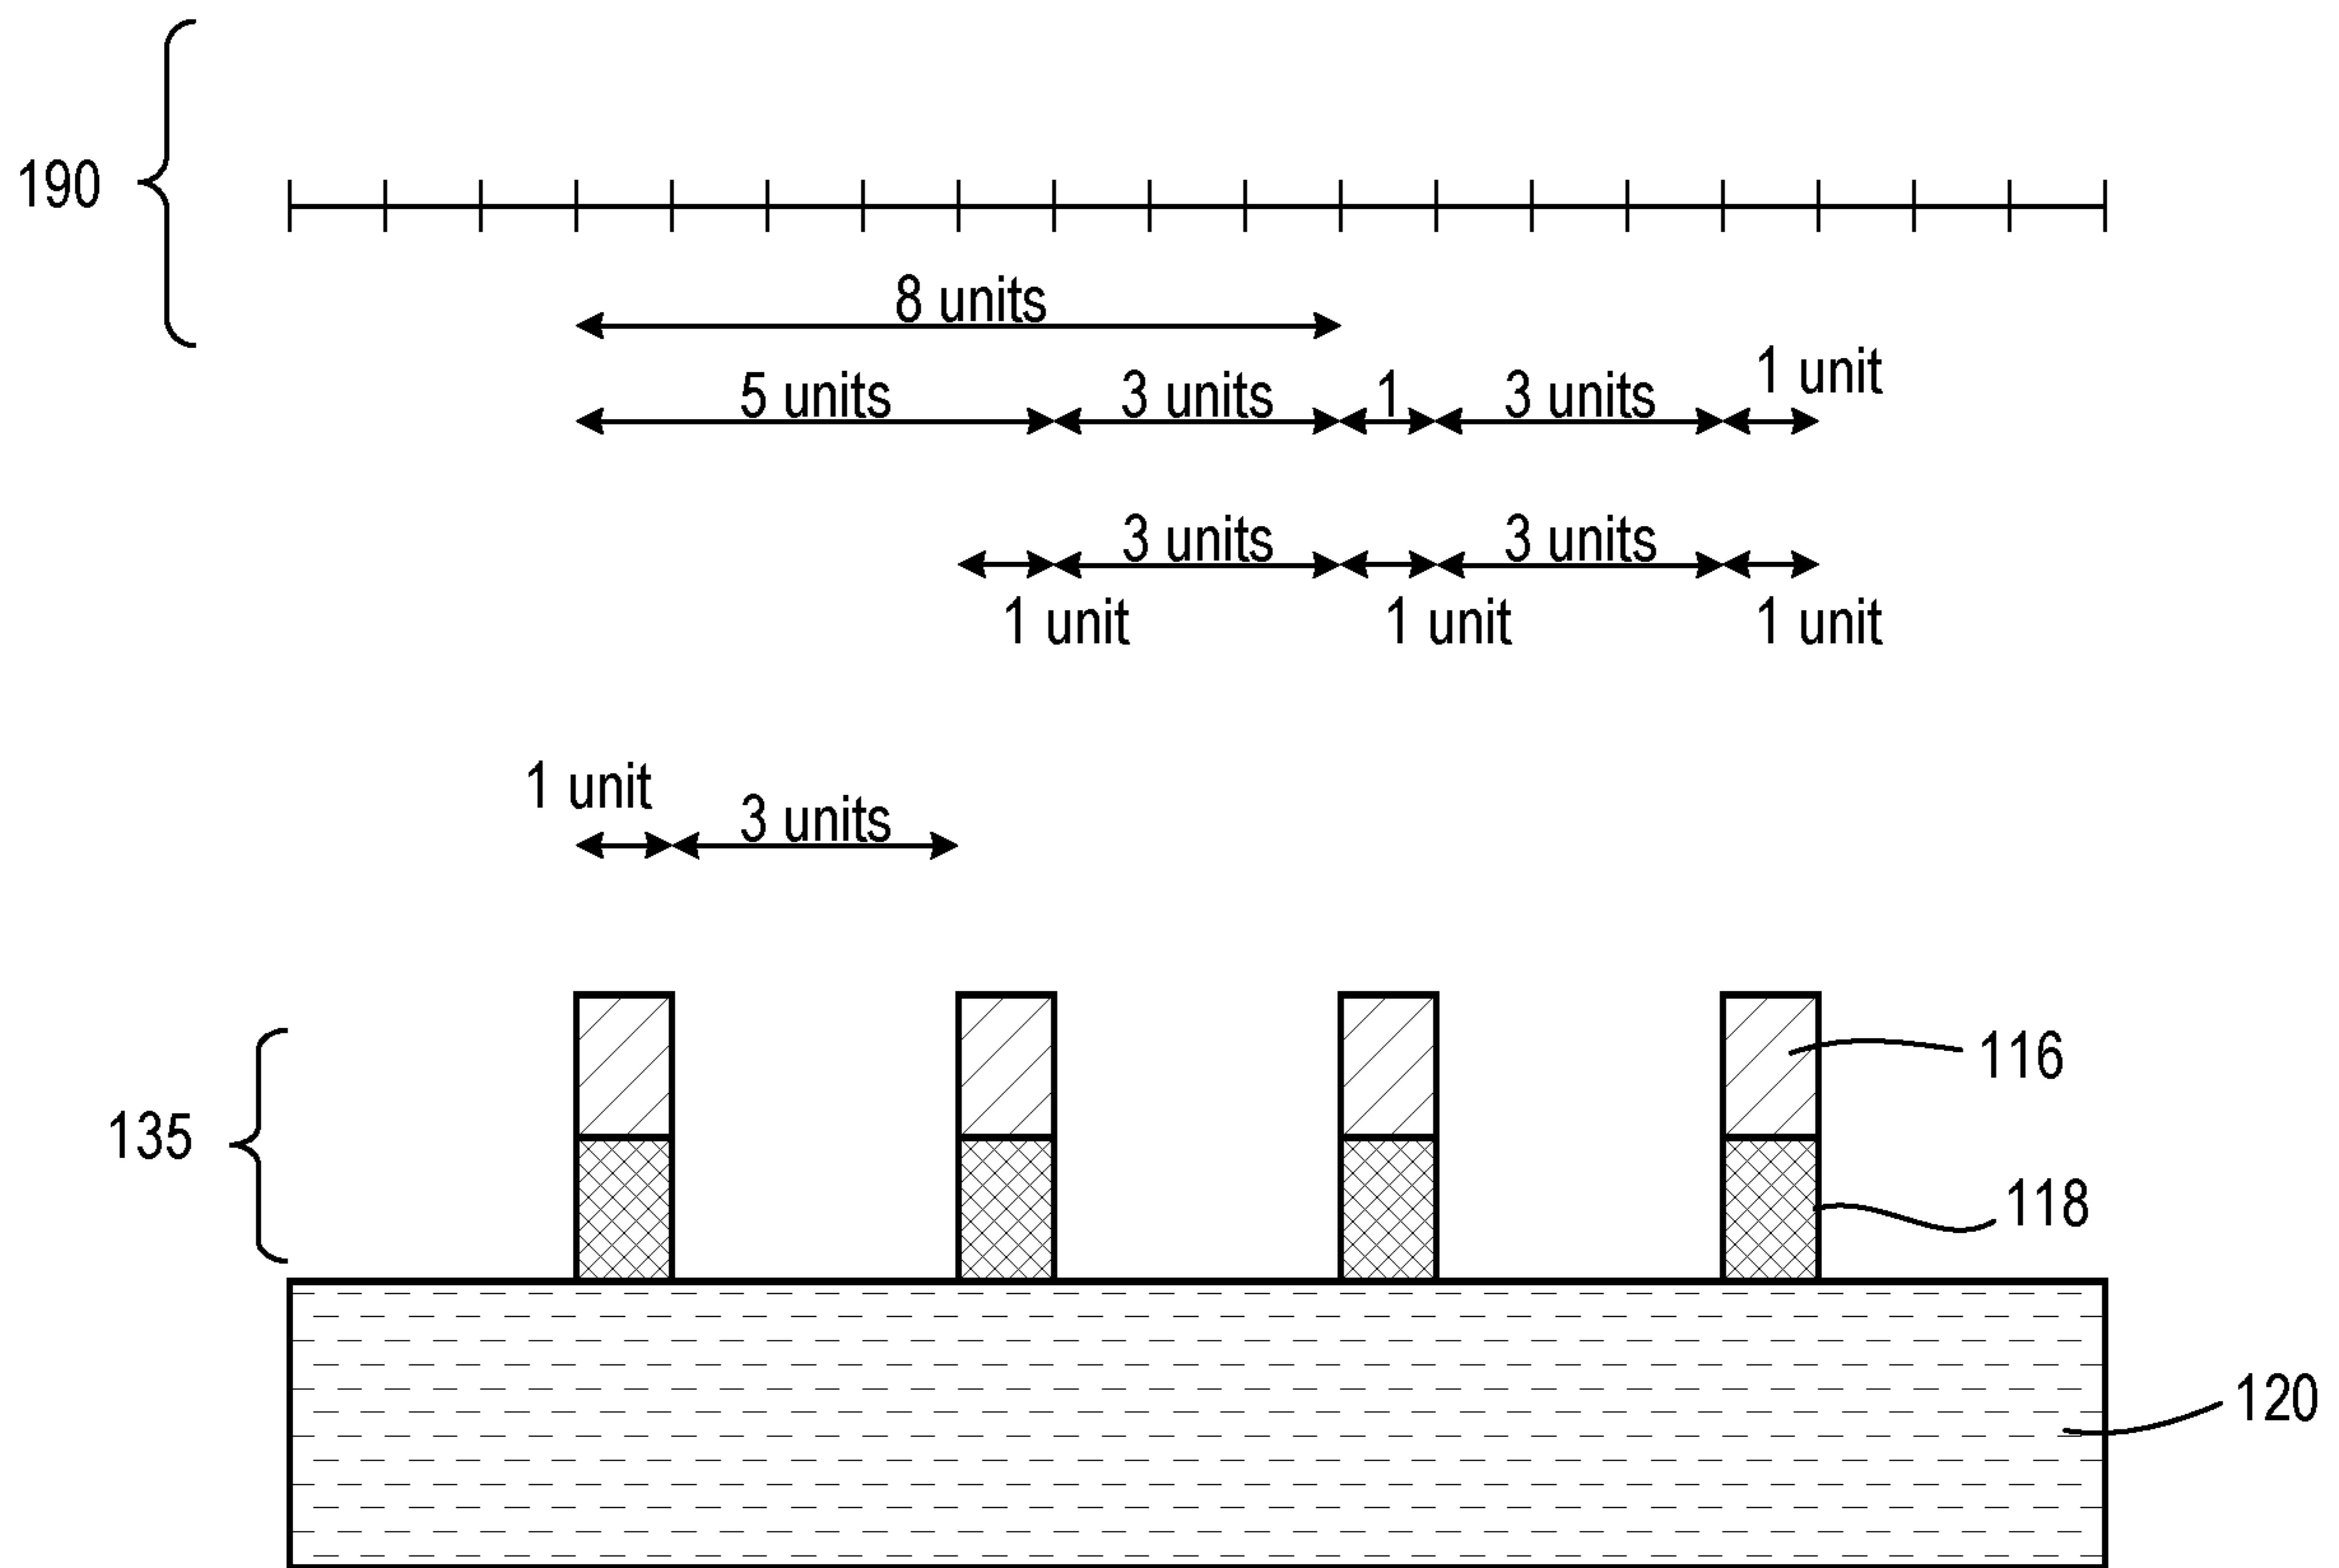 190
8 units
5 units 3 units 1 3 units 1 unit
3 units 3 units
1 unit 1 unit 1 unit
1 unit 3 units
116
135
118
120